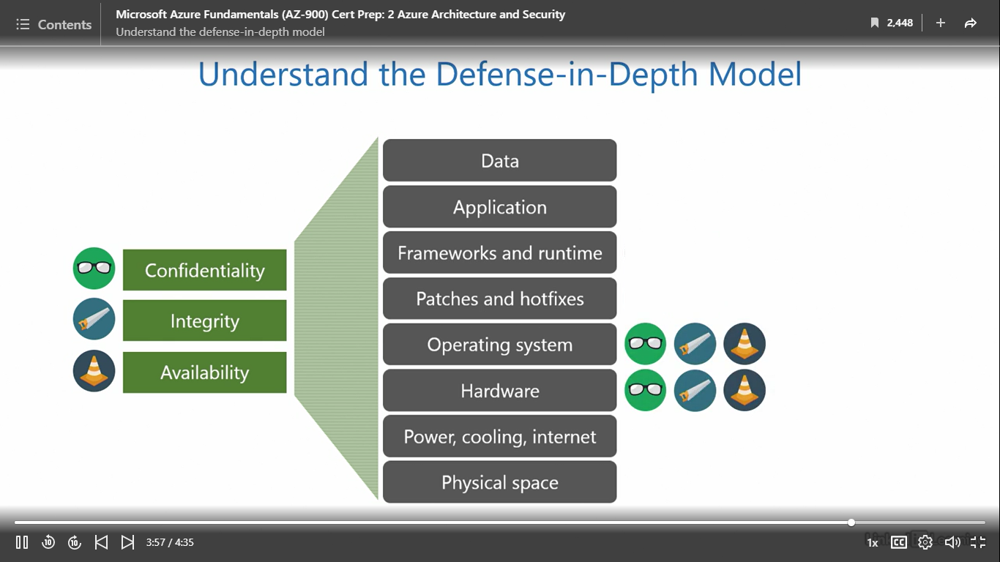 Contents
Microsoft Azure Fundamentals (AZ-900) Cert Prep: 2 Azure Architecture and Security
Understand the defense-in-depth model
2,448
Understand the Defense-in-Depth Model
Confidentiality
Integrity
Availability
Data
Application
Frameworks and runtime
Patches and hotfixes
Operating system
Hardware
Power, cooling, internet
Physical space
10
10
3:57 / 4:35
1x
CC